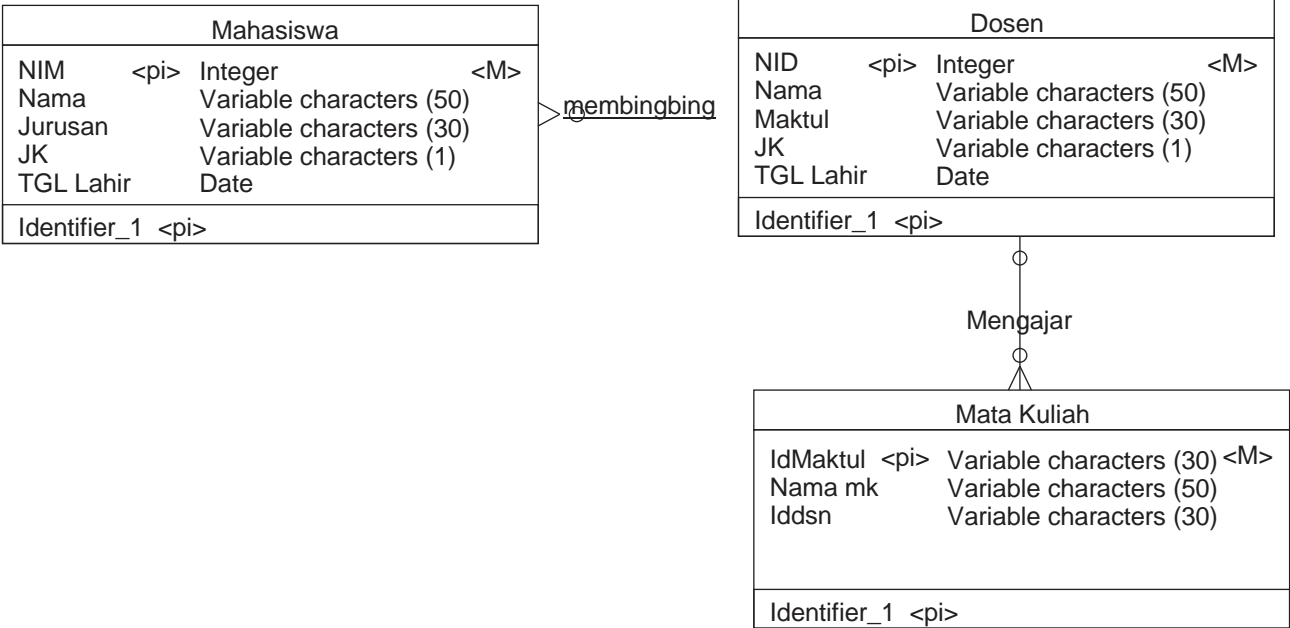 Mahasiswa
NIM <pi> Integer <M>
Nama Variable characters (50)
Jurusan Variable characters (30)
JK Variable characters (1)
TGL Lahir Date
Identifier_1 <pi>
membingbing
Dosen
NID <pi> Integer <M>
Nama Variable characters (50)
Maktul Variable characters (30)
JK Variable characters (1)
TGL Lahir Date
Identifier_1 <pi>
Mengajar
Mata Kuliah
IdMaktul <pi> Variable characters (30) <M>
Nama mk Variable characters (50)
Iddsn Variable characters (30)
Identifier_1 <pi>